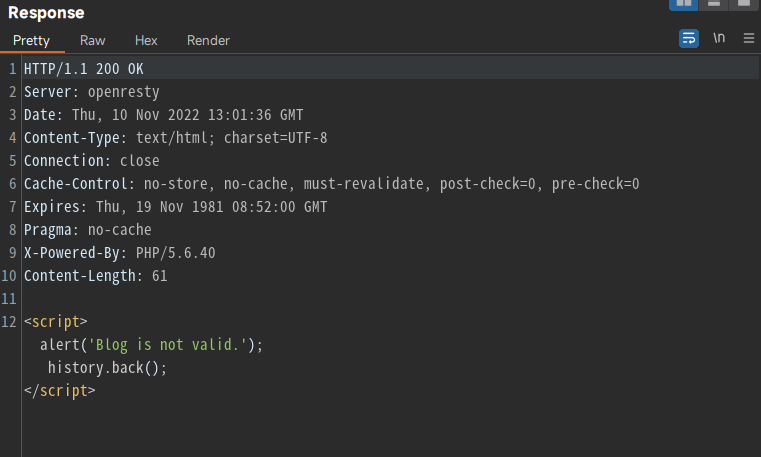 Response
Pretty Raw Hex Render \n
1 HTTP/1.1 200 OK
2 Server: openresty
3 Date: Thu, 10 Nov 2022 13:01:36 GMT
4 Content-Type: text/html; charset=UTF-8
5 Connection: close
6 Cache-Control: no-store, no-cache, must-revalidate, post-check=0, pre-check=0
7 Expires: Thu, 19 Nov 1981 08:52:00 GMT
8 Pragma: no-cache
9 X-Powered-By: PHP/5.6.40
10 Content-Length: 61
11
12 <script>
alert('Blog is not valid.');
history.back();
</script>